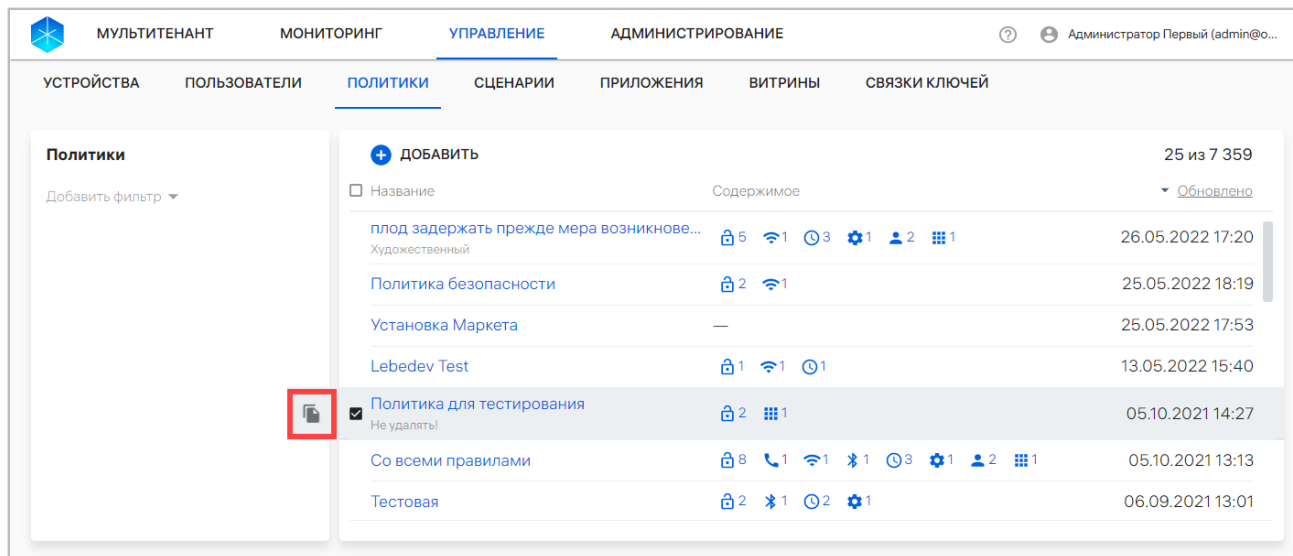 МУЛЬТИТЕНАНТ МОНИТОРИНГ УПРАВЛЕНИЕ АДМИНИСТРИРОВАНИЕ ? Администратор Первый (admin@o...
УСТРОЙСТВА ПОЛЬЗОВАТЕЛИ ПОЛИТИКИ СЦЕНАРИИ ПРИЛОЖЕНИЯ ВИТРИНЫ СВЯЗКИ КЛЮЧЕЙ
Политики
Добавить фильтр
ДОБАВИТЬ 25 из 7 359
Название Содержимое Обновлено
плод задержать прежде мера возникнове... 5 1 3 1 2 1 26.05.2022 17:20
Художественный
Политика безопасности 2 1 25.05.2022 18:19
Установка Маркета — 25.05.2022 17:53
Lebedev Test 1 1 1 13.05.2022 15:40
Политика для тестирования 2 1 05.10.2021 14:27
Не удалять!
Со всеми правилами 8 1 1 1 3 1 2 1 05.10.2021 13:13
Тестовая 2 1 2 1 06.09.2021 13:01